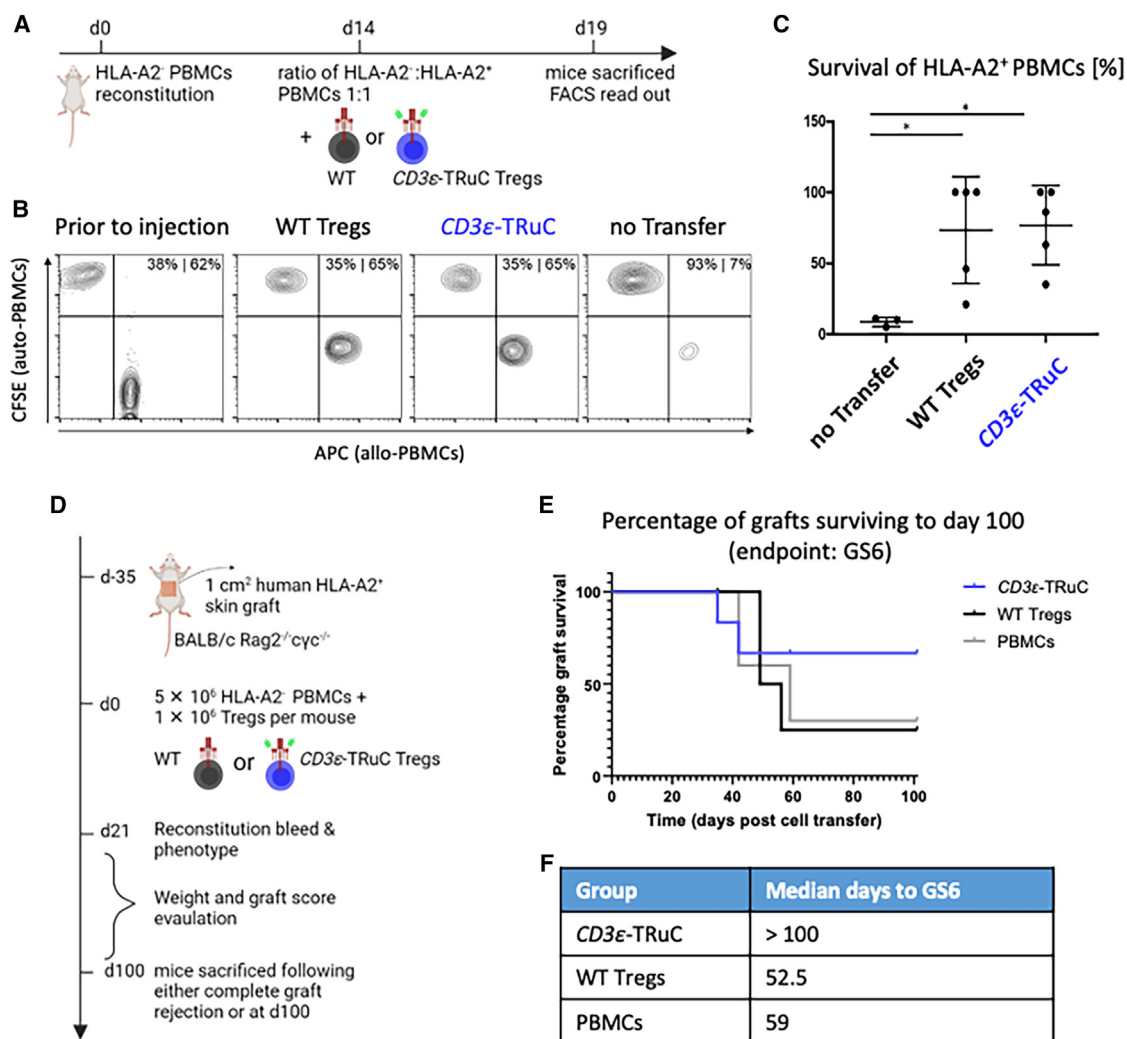 A
d0
d14
d19
HLA-A2⁻ PBMCs
reconstitution
ratio of HLA-A2⁻:HLA-A2⁺
PBMCs 1:1
mice sacrificed
FACS read out
+
or
WT
CD3ε-TRuC Tregs
B
Prior to injection
WT Tregs
CD3ε-TRuC
no Transfer
38% | 62%
35% | 65%
35% | 65%
93% | 7%
CFSE (auto-PBMCs)
APC (allo-PBMCs)
C
Survival of HLA-A2⁺ PBMCs [%]
150
100
50
0
*
*
no Transfer
WT Tregs
CD3ε-TRuC
D
d-35
1 cm² human HLA-A2⁺
skin graft
BALB/c Rag2⁻/⁻cyc⁻/⁻
d0
5 × 10⁶ HLA-A2⁻ PBMCs +
1 × 10⁶ Tregs per mouse
WT
or
CD3ε-TRuC Tregs
d21
Reconstitution bleed &
phenotype
Weight and graft score
evaulation
d100
mice sacrificed following
either complete graft
rejection or at d100
E
Percentage of grafts surviving to day 100
(endpoint: GS6)
Percentage graft survival
100
50
0
0
20
40
60
80
100
Time (days post cell transfer)
CD3ε-TRuC
WT Tregs
PBMCs
F
Group
Median days to GS6
CD3ε-TRuC
> 100
WT Tregs
52.5
PBMCs
59